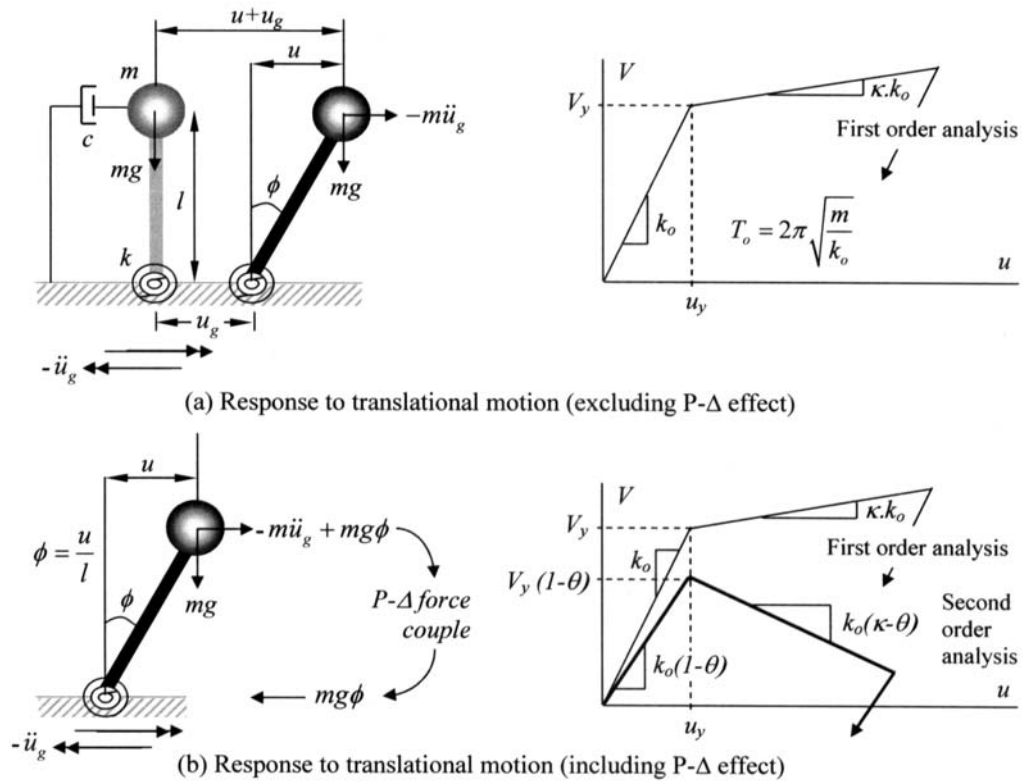 u+u_g
u
m
c
mg
l
ϕ
-mü_g
mg
k
u_g
-ü_g
V
V_y
κ.k_o
First order analysis
k_o
T_o = 2π√(m/k_o)
u
u_y
(a) Response to translational motion (excluding P-Δ effect)
u
ϕ = u/l
ϕ
-mü_g + mgϕ
mg
P-Δ force
couple
mgϕ
-ü_g
V
V_y
κ.k_o
k_o
First order analysis
V_y (1-θ)
Second
order
analysis
k_o(κ-θ)
k_o(1-θ)
u
u_y
(b) Response to translational motion (including P-Δ effect)